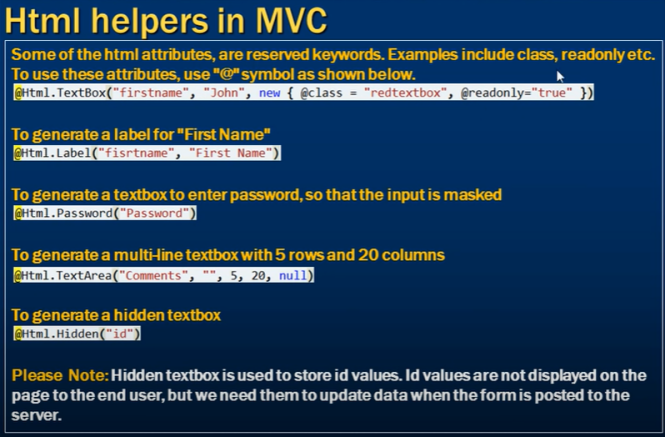 Html helpers in MVC
Some of the html attributes, are reserved keywords. Examples include class, readonly etc.
To use these attributes, use "@" symbol as shown below.
@Html.TextBox("firstname", "John", new { @class = "redtextbox", @readonly="true" })
To generate a label for "First Name"
@Html.Label("fisrtname", "First Name")
To generate a textbox to enter password, so that the input is masked
@Html.Password("Password")
To generate a multi-line textbox with 5 rows and 20 columns
@Html.TextArea("Comments", "", 5, 20, null)
To generate a hidden textbox
@Html.Hidden("id")
Please Note: Hidden textbox is used to store id values. Id values are not displayed on the
page to the end user, but we need them to update data when the form is posted to the
server.